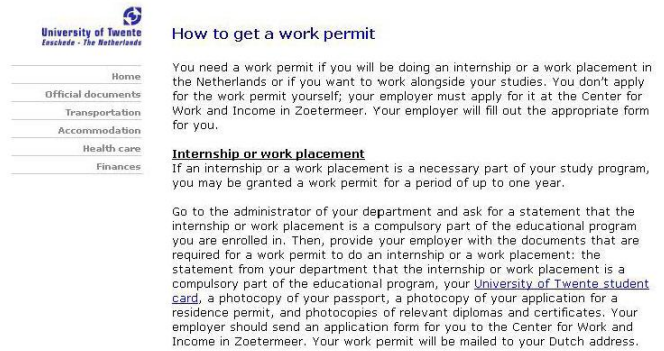 University of Twente
Enschede - The Netherlands
Home
Official documents
Transportation
Accommodation
Health care
Finances
How to get a work permit
You need a work permit if you will be doing an internship or a work placement in
the Netherlands or if you want to work alongside your studies. You don't apply
for the work permit yourself; your employer must apply for it at the Center for
Work and Income in Zoetermeer. Your employer will fill out the appropriate form
for you.
Internship or work placement
If an internship or a work placement is a necessary part of your study program,
you may be granted a work permit for a period of up to one year.
Go to the administrator of your department and ask for a statement that the
internship or work placement is a compulsory part of the educational program
you are enrolled in. Then, provide your employer with the documents that are
required for a work permit to do an internship or a work placement: the
statement from your department that the internship or work placement is a
compulsory part of the educational program, your University of Twente student
card, a photocopy of your passport, a photocopy of your application for a
residence permit, and photocopies of relevant diplomas and certificates. Your
employer should send an application form for you to the Center for Work and
Income in Zoetermeer. Your work permit will be mailed to your Dutch address.